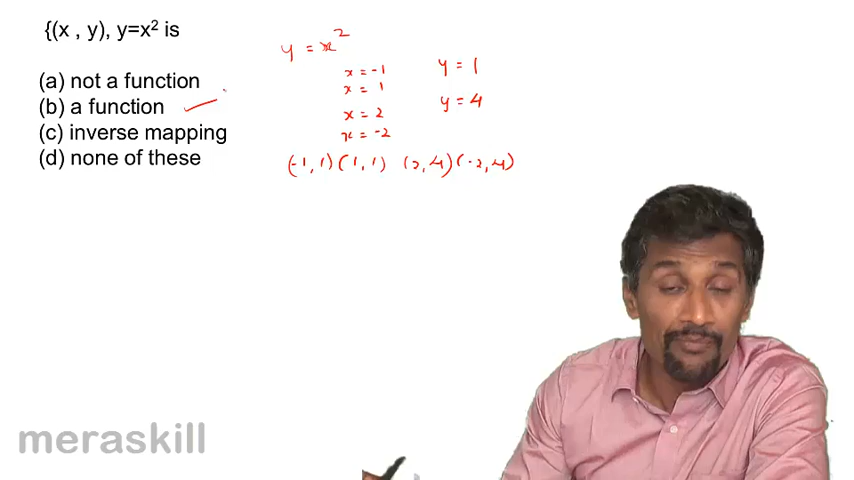 {(x , y), y=x² is
(a) not a function
(b) a function
(c) inverse mapping
(d) none of these
y = x²
x = -1
x = 1
y = 1
x = 2
x = -2
y = 4
(-1, 1) (1, 1) (2, 4) (-2, 4)
meraskill